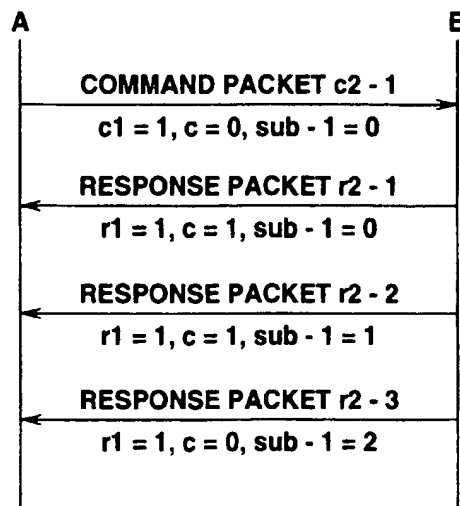 A
B
COMMAND PACKET c2 - 1
c1 = 1, c = 0, sub - 1 = 0
RESPONSE PACKET r2 - 1
r1 = 1, c = 1, sub - 1 = 0
RESPONSE PACKET r2 - 2
r1 = 1, c = 1, sub - 1 = 1
RESPONSE PACKET r2 - 3
r1 = 1, c = 0, sub - 1 = 2